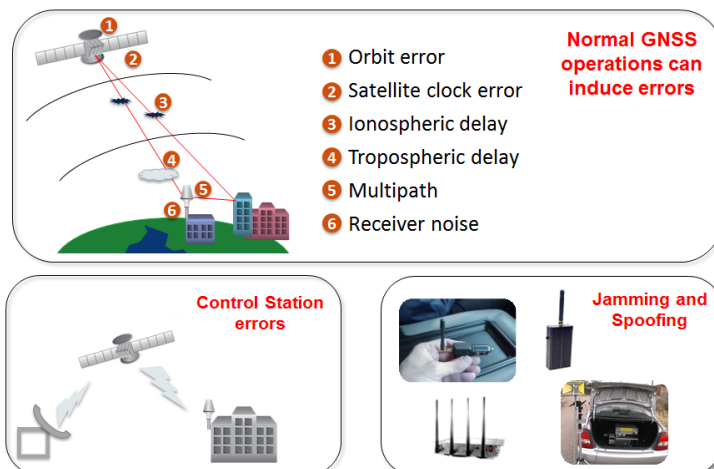 Normal GNSS
operations can
induce errors
1 Orbit error
2 Satellite clock error
3 Ionospheric delay
4 Tropospheric delay
5 Multipath
6 Receiver noise
1
2
3
4
5
6
Control Station
errors
Jamming and
Spoofing